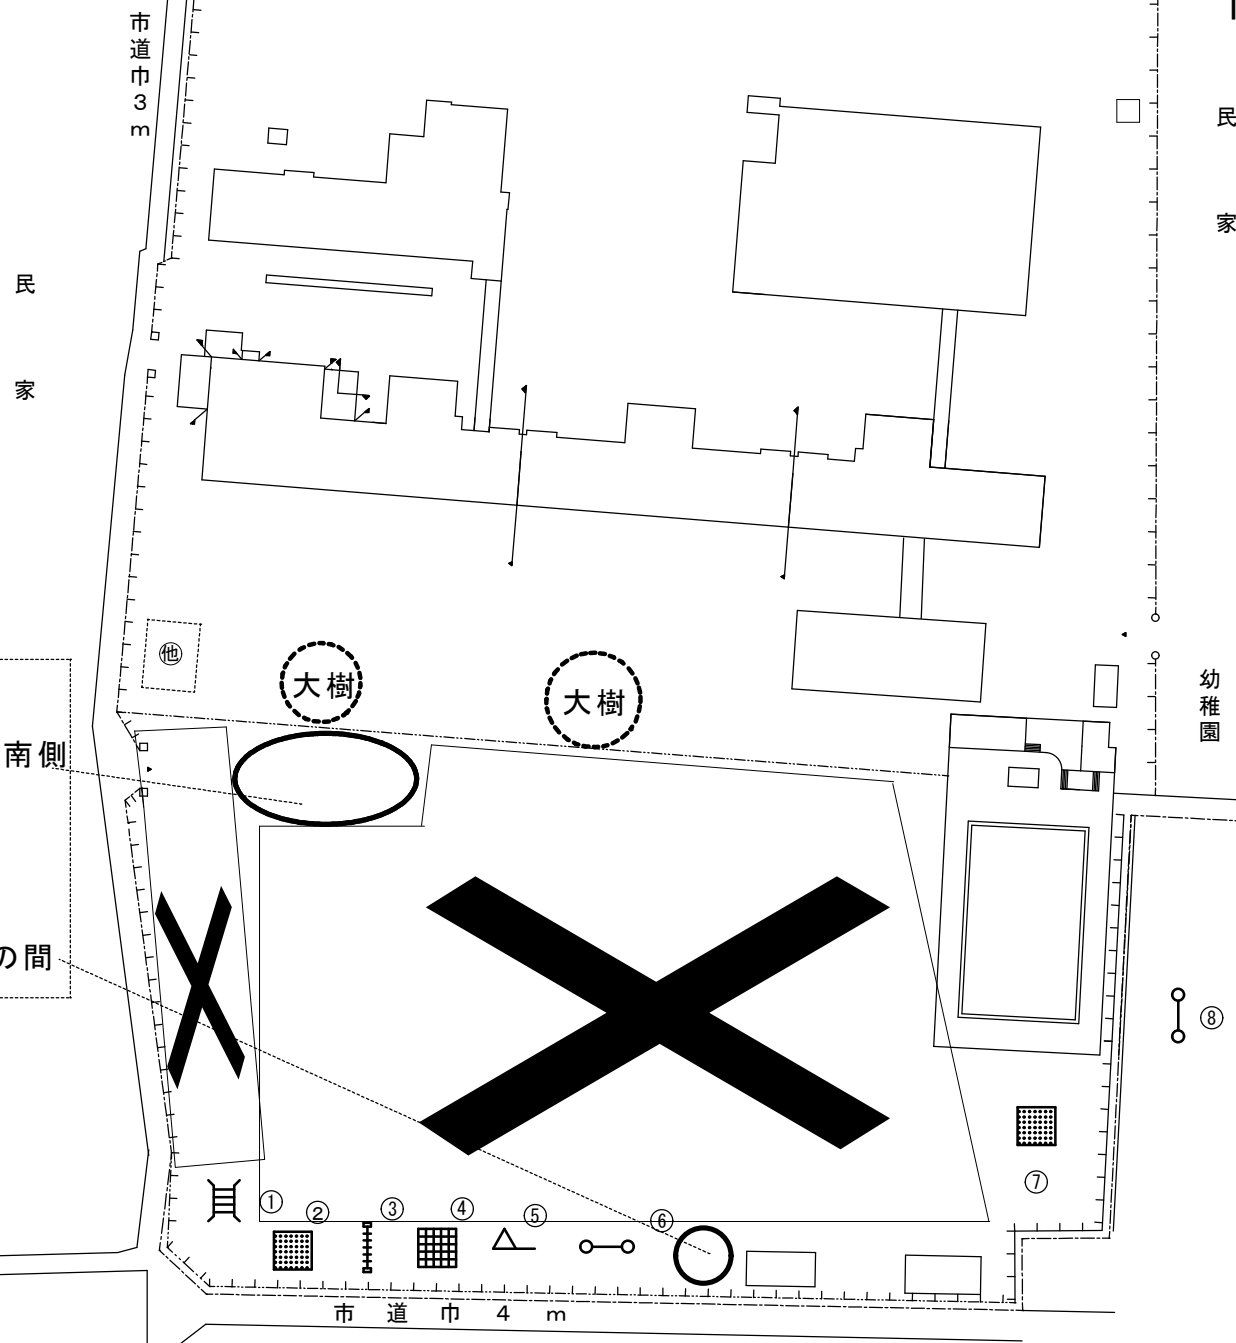 市道巾3m
民家
民家
他
大樹
大樹
幼稚園
南側
の間
⑧
⑦
①
②
③
④
⑤
⑥
市道巾4m